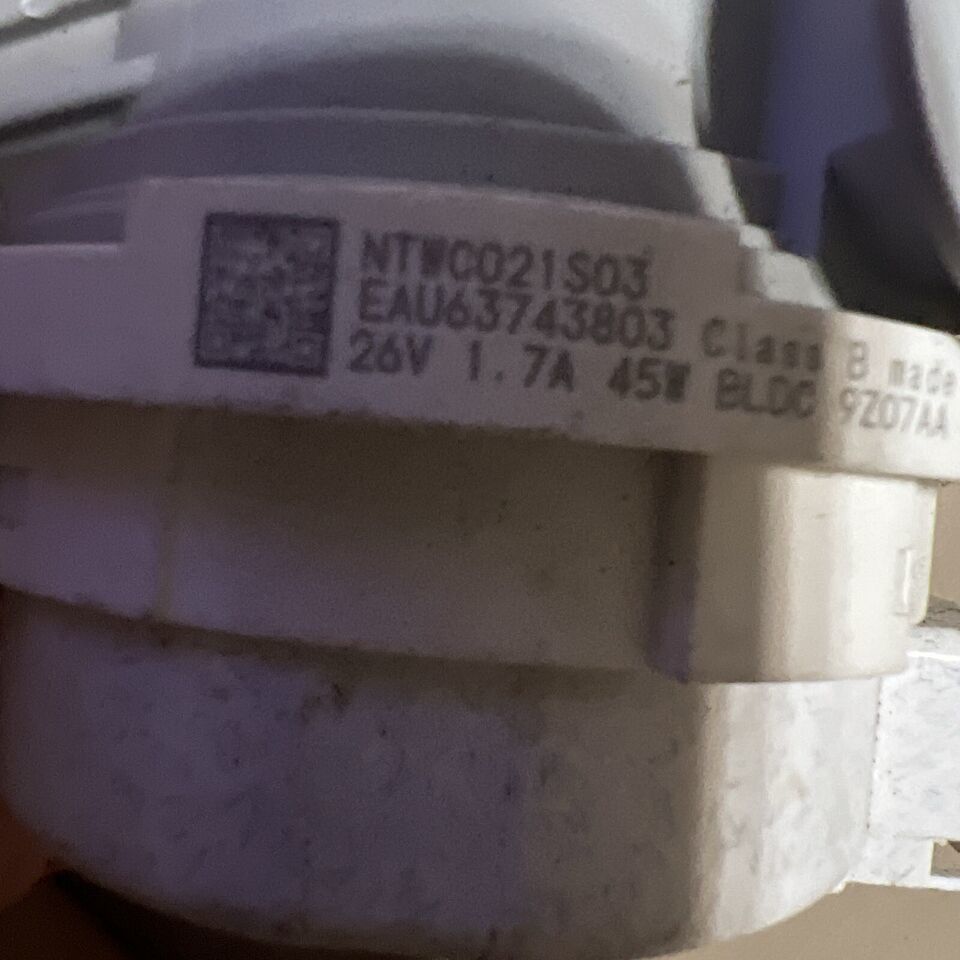 NTWC021S03
EAU63743803 Class B made
26V 1.7A 45W BLDC 9Z07AA